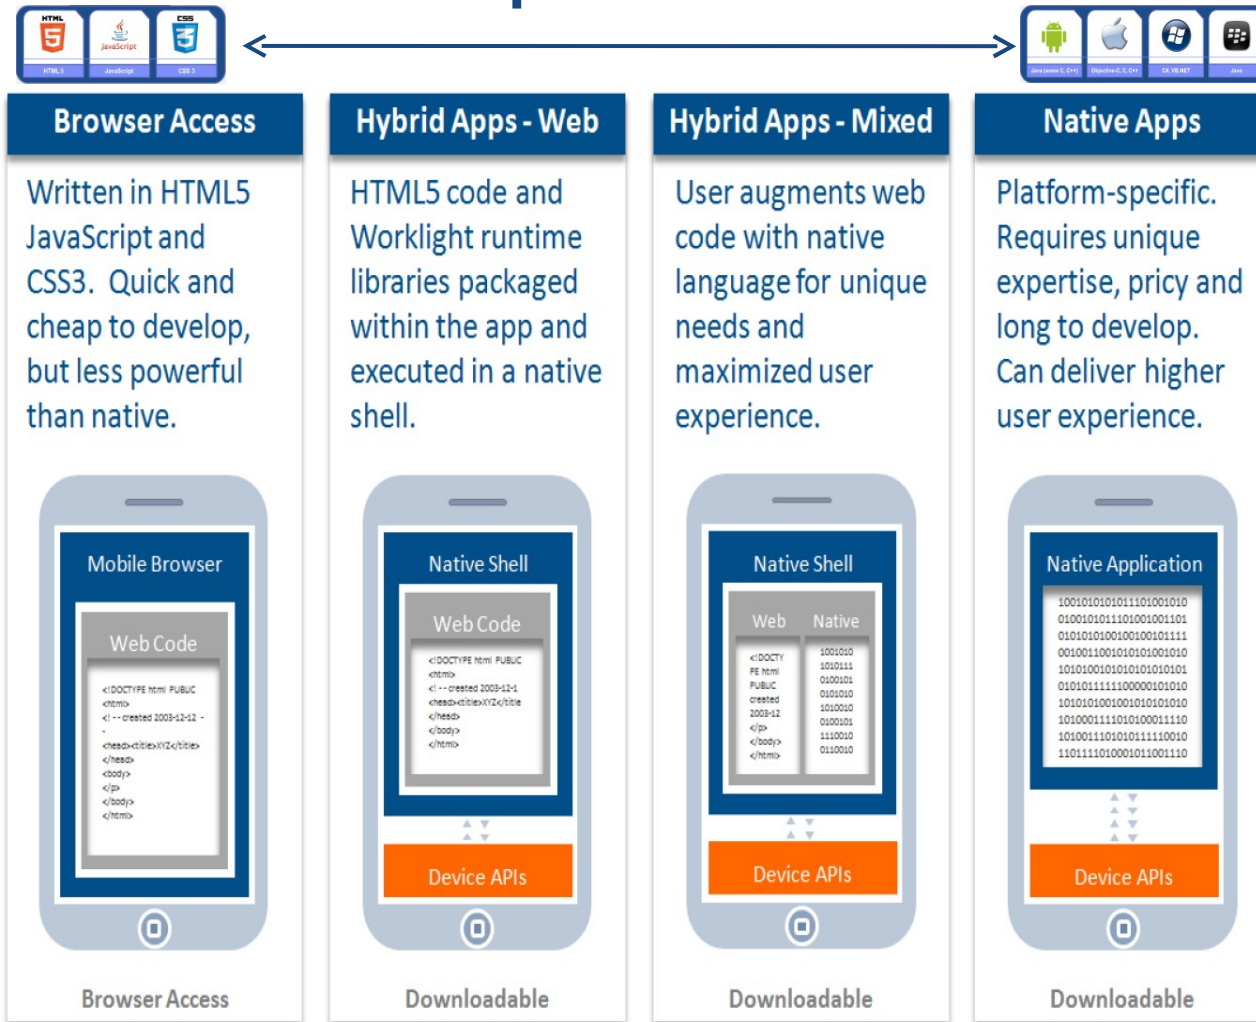 HTML
5
HTML 5
JavaScript
JavaScript
CSS
3
CSS 3
Java (some C, C++)
Objective-C, C, C++
C#, VB.NET
Java
Browser Access
Written in HTML5
JavaScript and
CSS3. Quick and
cheap to develop,
but less powerful
than native.
Mobile Browser
Web Code
<!DOCTYPE html PUBLIC
<html>
<! -- created 2003-12-12 -
-
<head><title>XYZ</title>
</head>
<body>
</p>
</body>
</html>
Browser Access
Hybrid Apps - Web
HTML5 code and
Worklight runtime
libraries packaged
within the app and
executed in a native
shell.
Native Shell
Web Code
<!DOCTYPE html PUBLIC
<html>
<! -- created 2003-12-1
<head><title>XYZ</title
</head>
</body>
</html>
Device APIs
Downloadable
Hybrid Apps - Mixed
User augments web
code with native
language for unique
needs and
maximized user
experience.
Native Shell
Web
<!DOCTY
PE html
PUBLIC
created
2003-12
</p>
</body>
</html>
Native
1001010
1010111
0100101
0101010
1010010
0100101
1110010
0110010
Device APIs
Downloadable
Native Apps
Platform-specific.
Requires unique
expertise, pricy and
long to develop.
Can deliver higher
user experience.
Native Application
1001010101011101001010
0100101011101001001101
0101010100100100101111
0010011001010101001010
1010100101010101010101
0101011111100000101010
1010101001001010101010
1010001111010100011110
1010011101010111110010
1101111010001011001110
Device APIs
Downloadable